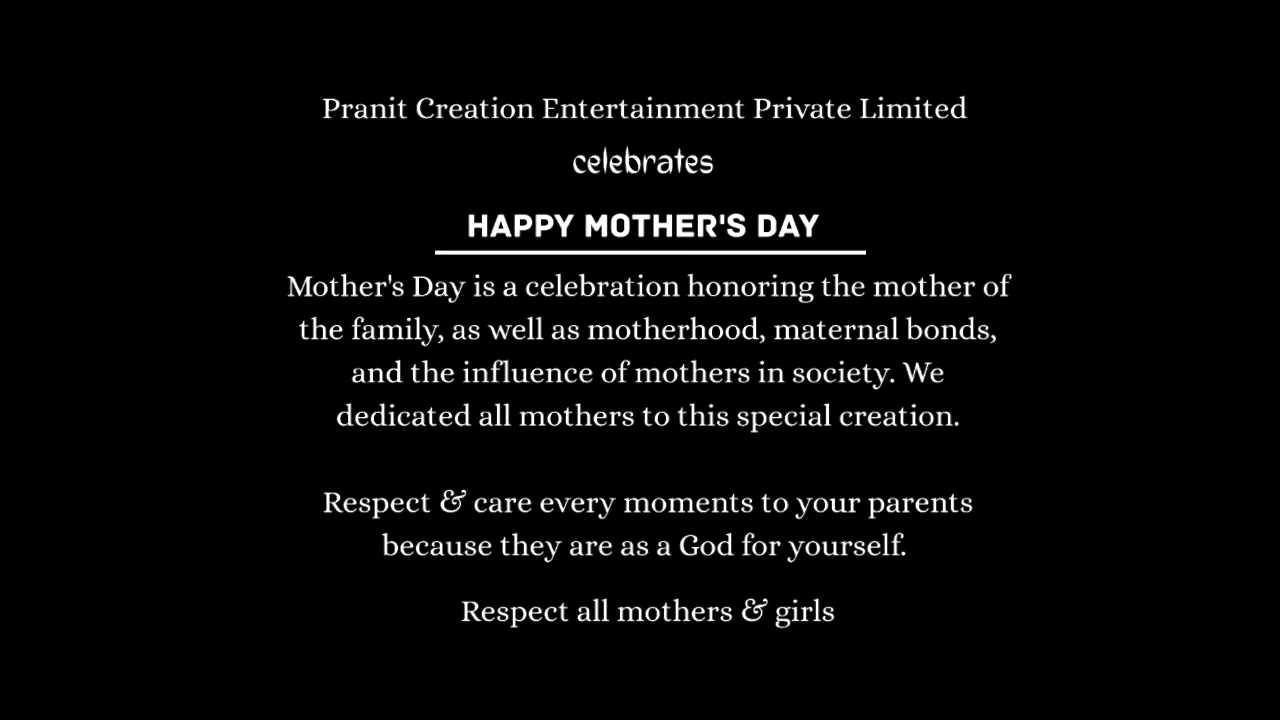 Pranit Creation Entertainment Private Limited
celebrates
HAPPY MOTHER'S DAY
Mother's Day is a celebration honoring the mother of
the family, as well as motherhood, maternal bonds,
and the influence of mothers in society. We
dedicated all mothers to this special creation.
Respect & care every moments to your parents
because they are as a God for yourself.
Respect all mothers & girls